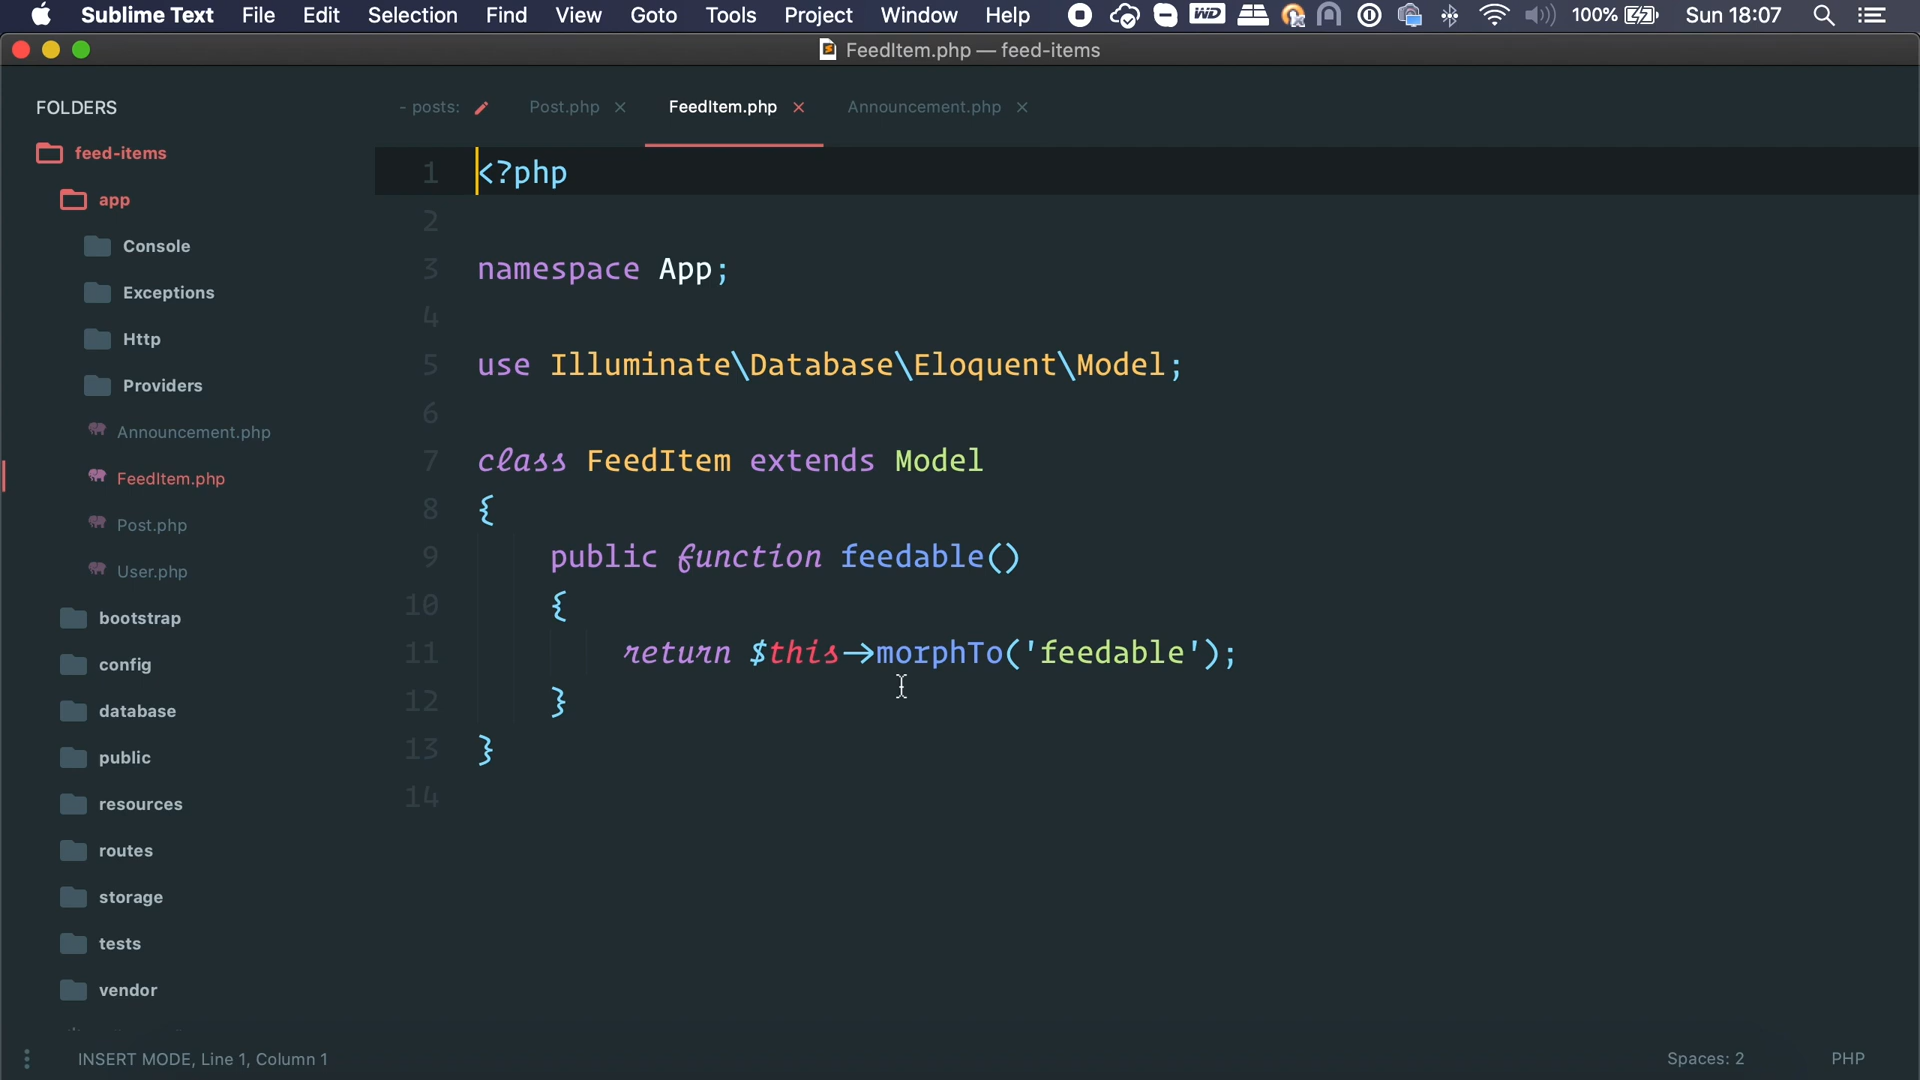 Sublime Text File Edit Selection Find View Goto Tools Project Window Help WD 100% Sun 18:07
FeedItem.php — feed-items
FOLDERS
- posts: Post.php × FeedItem.php × Announcement.php ×
feed-items
app
Console
Exceptions
Http
Providers
Announcement.php
FeedItem.php
Post.php
User.php
bootstrap
config
database
public
resources
routes
storage
tests
vendor
1 <?php
2
3 namespace App;
4
5 use Illuminate\Database\Eloquent\Model;
6
7 class FeedItem extends Model
8 {
9 public function feedable()
10 {
11 return $this->morphTo('feedable');
12 }
13 }
14
INSERT MODE, Line 1, Column 1 Spaces: 2 PHP